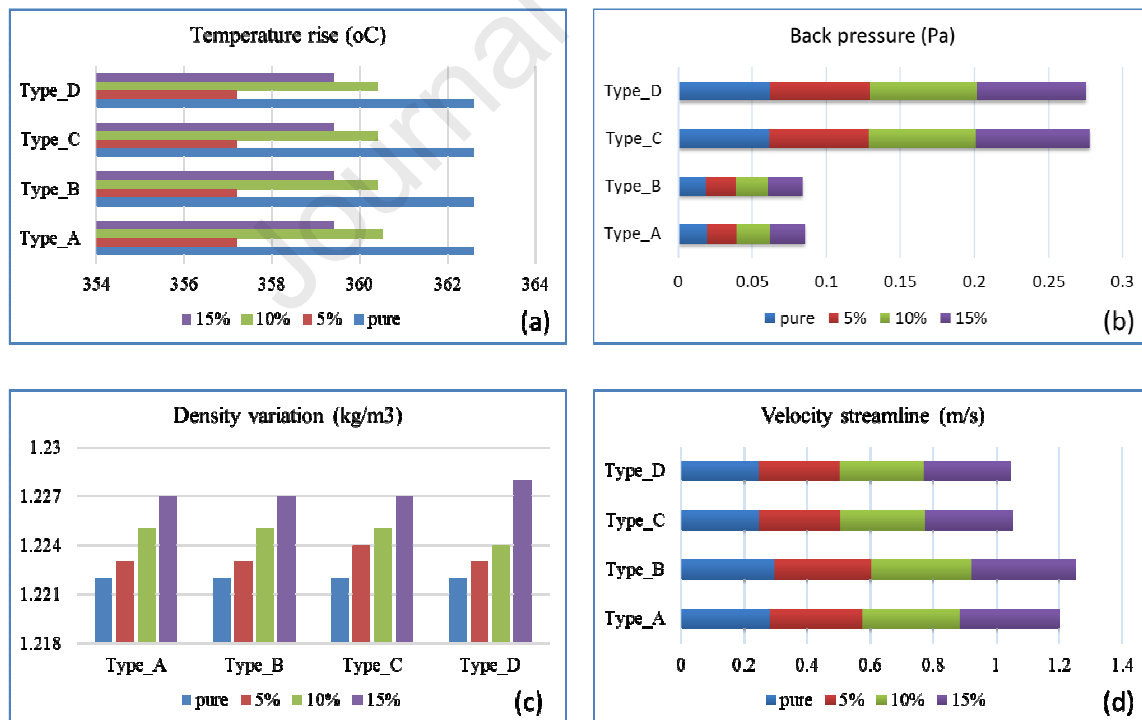 Journal
Temperature rise (oC)
Type_D
Type_C
Type_B
Type_A
354 356 358 360 362 364
15% 10% 5% pure
(a)
Back pressure (Pa)
Type_D
Type_C
Type_B
Type_A
0 0.05 0.1 0.15 0.2 0.25 0.3
pure 5% 10% 15%
(b)
Density variation (kg/m3)
1.23
1.227
1.224
1.221
1.218
Type_A Type_B Type_C Type_D
pure 5% 10% 15%
(c)
Velocity streamline (m/s)
Type_D
Type_C
Type_B
Type_A
0 0.2 0.4 0.6 0.8 1 1.2 1.4
pure 5% 10% 15%
(d)